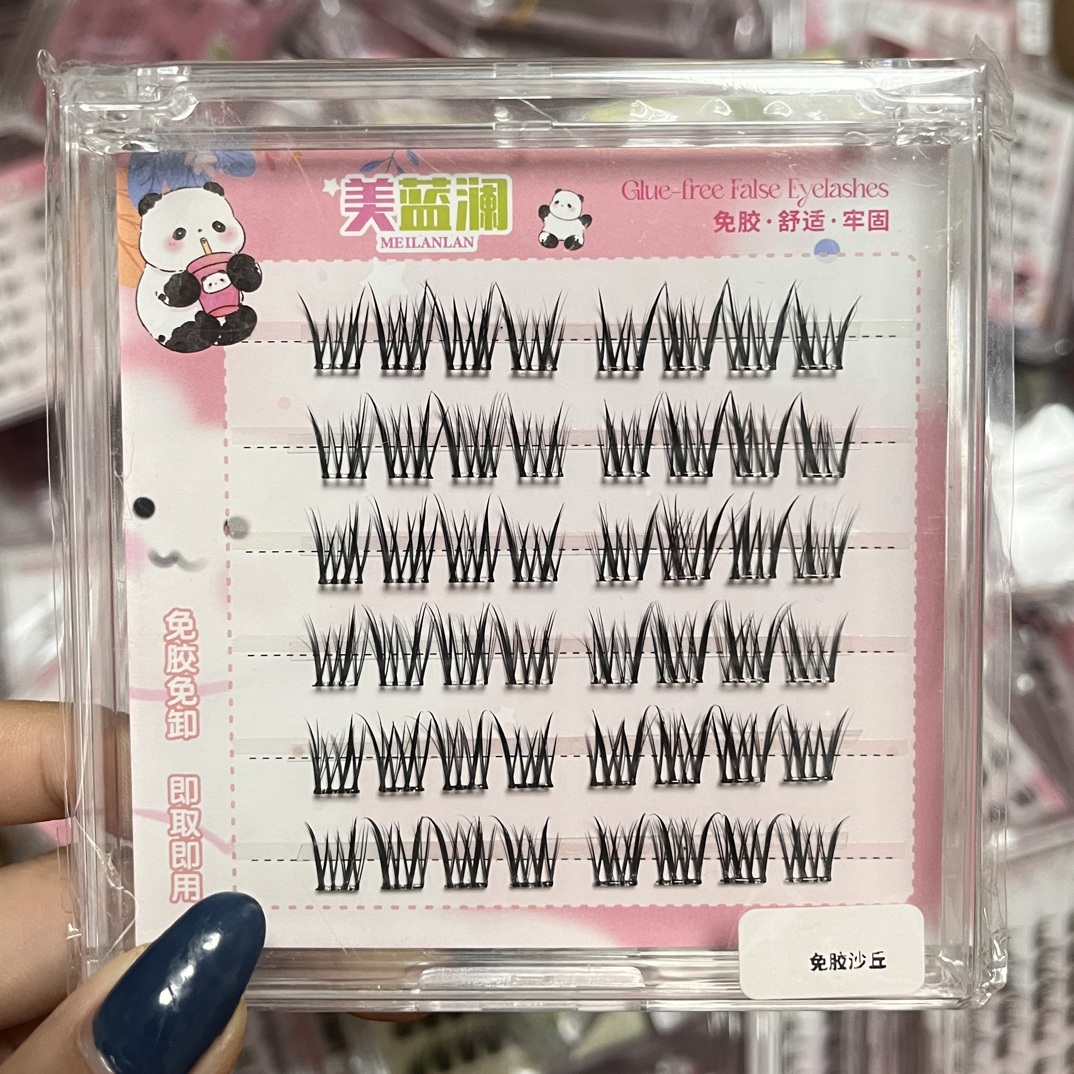 美蓝澜
MEILANLAN
Glue-free False Eyelashes
免胶·舒适·牢固
免胶免卸 即取即用
免胶沙丘